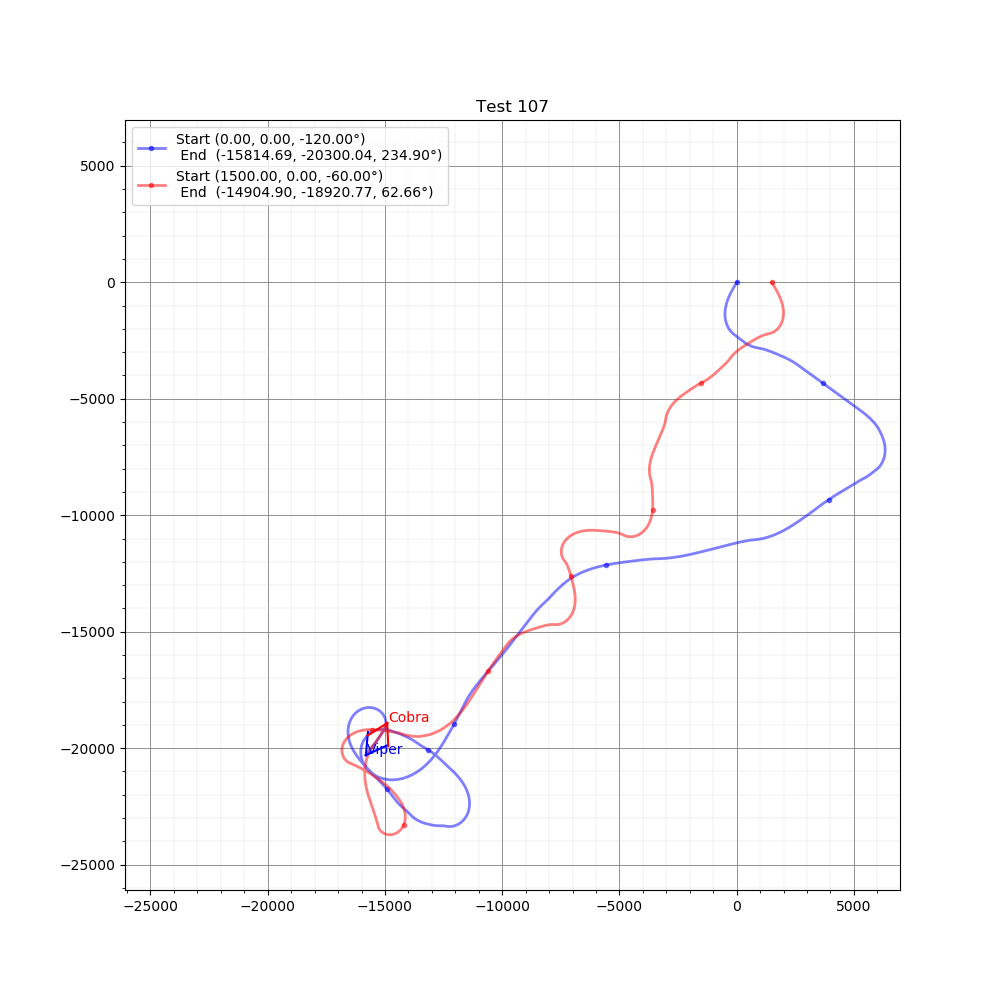 Test 107
Start (0.00, 0.00, -120.00°)
End (-15814.69, -20300.04, 234.90°)
Start (1500.00, 0.00, -60.00°)
End (-14904.90, -18920.77, 62.66°)
5000
0
−5000
−10000
−15000
−20000
−25000
Cobra
Viper
−25000 −20000 −15000 −10000 −5000 0 5000